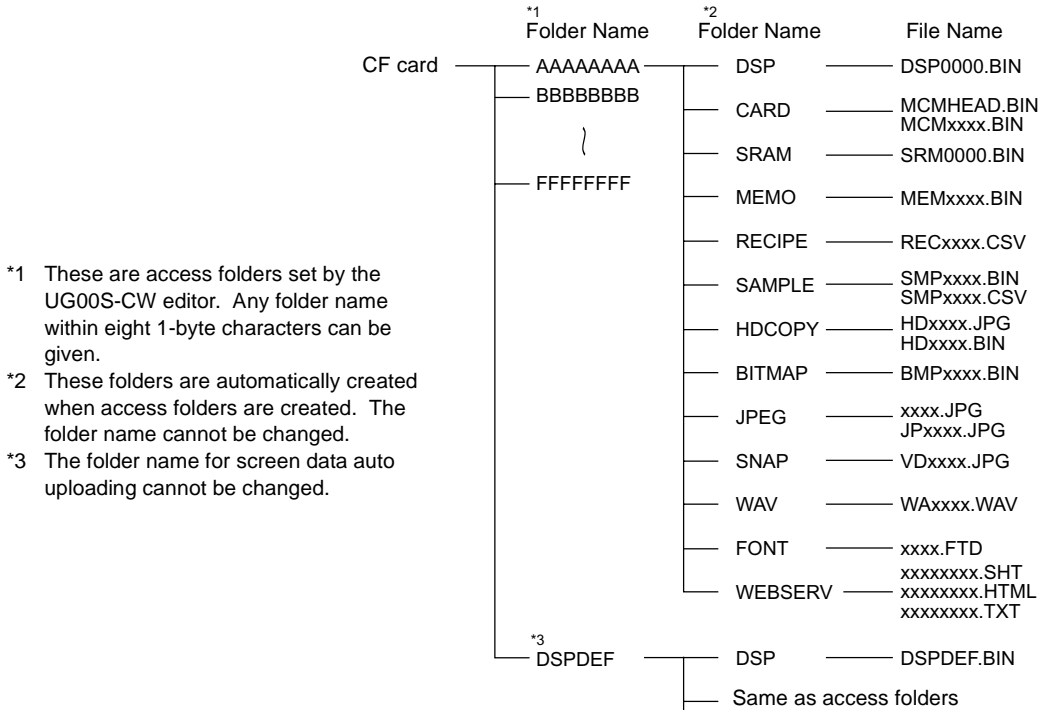 *1 *2
Folder Name Folder Name File Name
CF card AAAAAAAA DSP DSP0000.BIN
BBBBBBBB
CARD MCMHEAD.BIN
MCMxxxx.BIN
SRAM SRM0000.BIN
FFFFFFFF
MEMO MEMxxxx.BIN
RECIPE RECxxxx.CSV
SAMPLE SMPxxxx.BIN
SMPxxxx.CSV
HDCOPY HDxxxx.JPG
HDxxxx.BIN
BITMAP BMPxxxx.BIN
JPEG xxxx.JPG
JPxxxx.JPG
SNAP VDxxxx.JPG
WAV WAxxxx.WAV
FONT xxxx.FTD
WEBSERV xxxxxxxx.SHT
xxxxxxxx.HTML
xxxxxxxx.TXT
*3
DSPDEF DSP DSPDEF.BIN
Same as access folders
*1 These are access folders set by the
UG00S-CW editor. Any folder name
within eight 1-byte characters can be
given.
*2 These folders are automatically created
when access folders are created. The
folder name cannot be changed.
*3 The folder name for screen data auto
uploading cannot be changed.